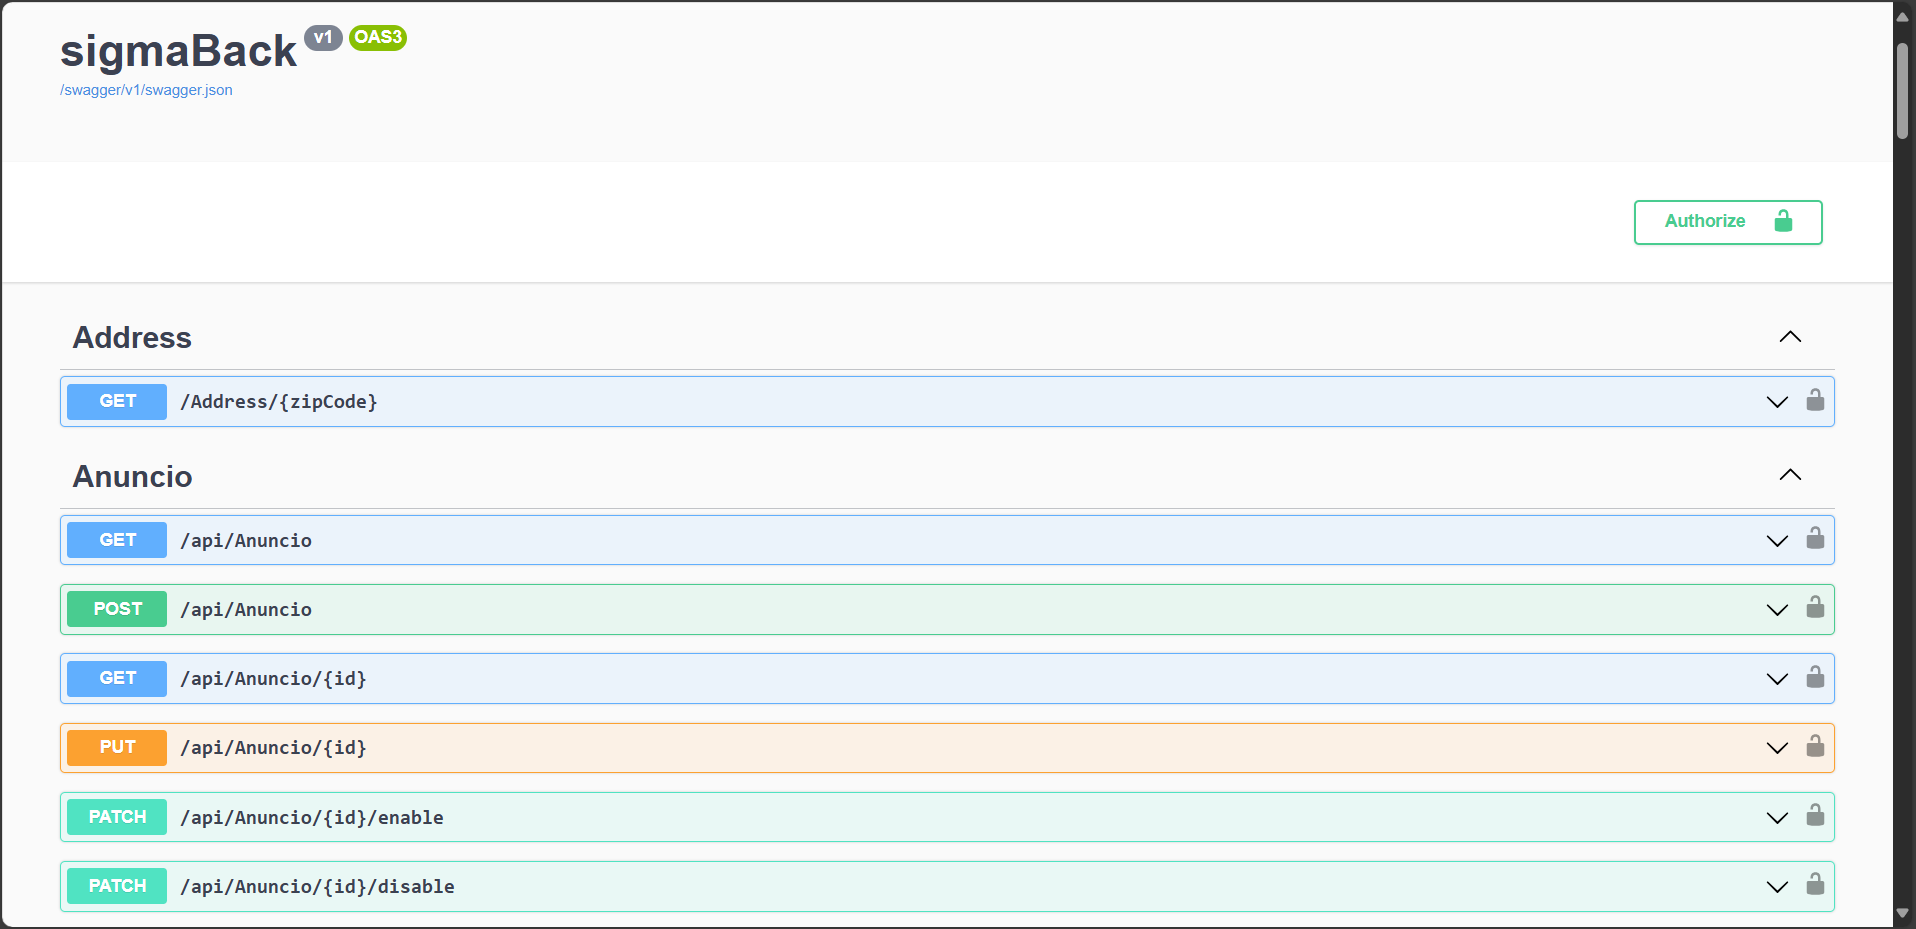 sigmaBack v1 OAS3
/swagger/v1/swagger.json
Authorize
Address
GET /Address/{zipCode}
Anuncio
GET /api/Anuncio
POST /api/Anuncio
GET /api/Anuncio/{id}
PUT /api/Anuncio/{id}
PATCH /api/Anuncio/{id}/enable
PATCH /api/Anuncio/{id}/disable